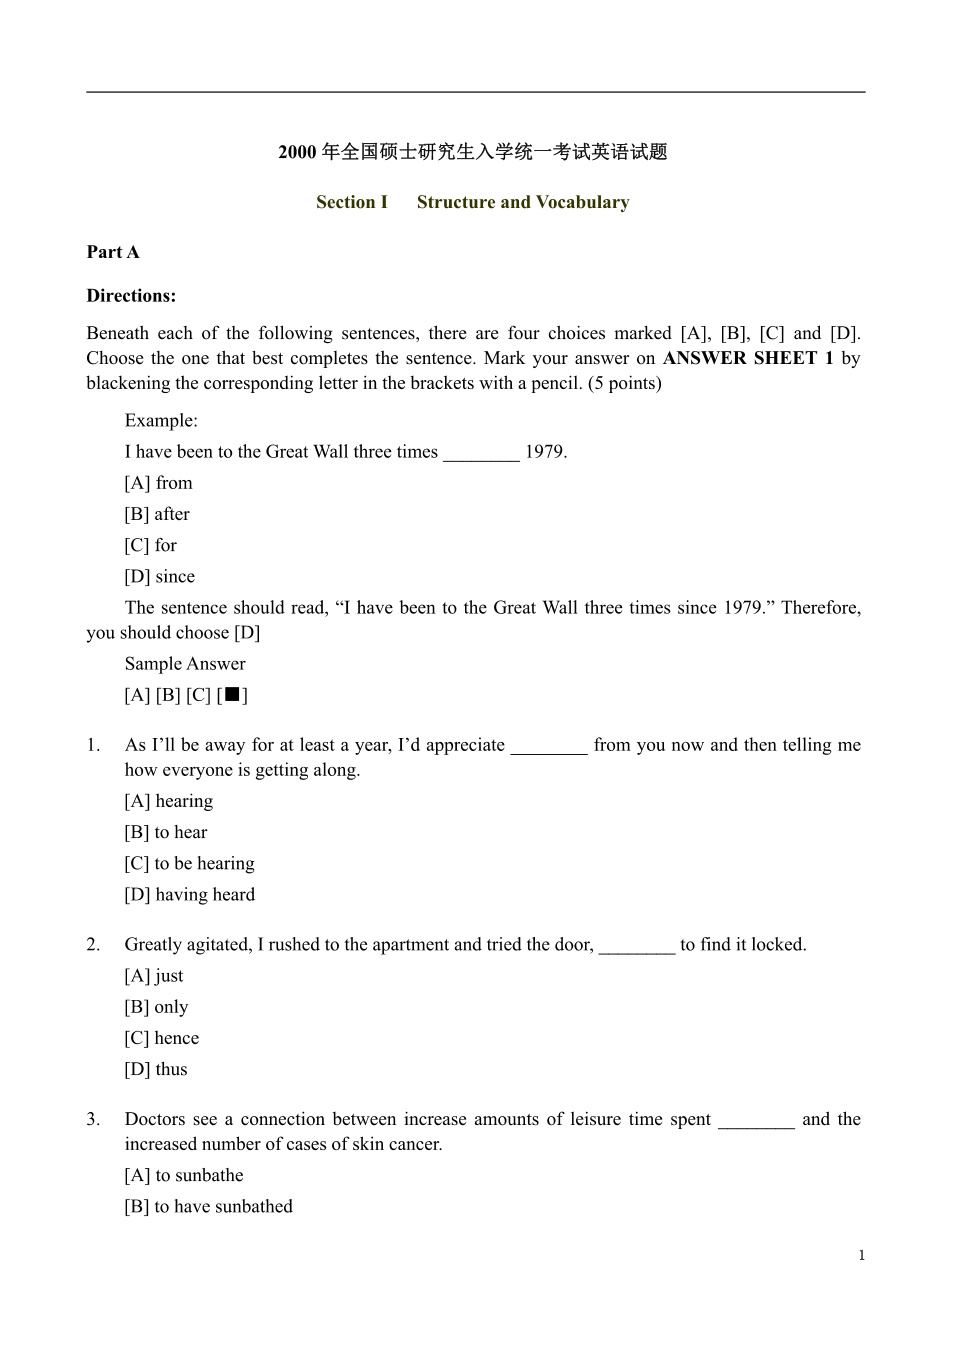 2000 年全国硕士研究生入学统一考试英语试题
Section I Structure and Vocabulary
Part A
Directions:
Beneath each of the following sentences, there are four choices marked [A], [B], [C] and [D].
Choose the one that best completes the sentence. Mark your answer on ANSWER SHEET 1 by
blackening the corresponding letter in the brackets with a pencil. (5 points)
Example:
I have been to the Great Wall three times ________ 1979.
[A] from
[B] after
[C] for
[D] since
The sentence should read, “I have been to the Great Wall three times since 1979.” Therefore,
you should choose [D]
Sample Answer
[A] [B] [C] [■]
1. As I’ll be away for at least a year, I’d appreciate ________ from you now and then telling me
how everyone is getting along.
[A] hearing
[B] to hear
[C] to be hearing
[D] having heard
2. Greatly agitated, I rushed to the apartment and tried the door, ________ to find it locked.
[A] just
[B] only
[C] hence
[D] thus
3. Doctors see a connection between increase amounts of leisure time spent ________ and the
increased number of cases of skin cancer.
[A] to sunbathe
[B] to have sunbathed
1